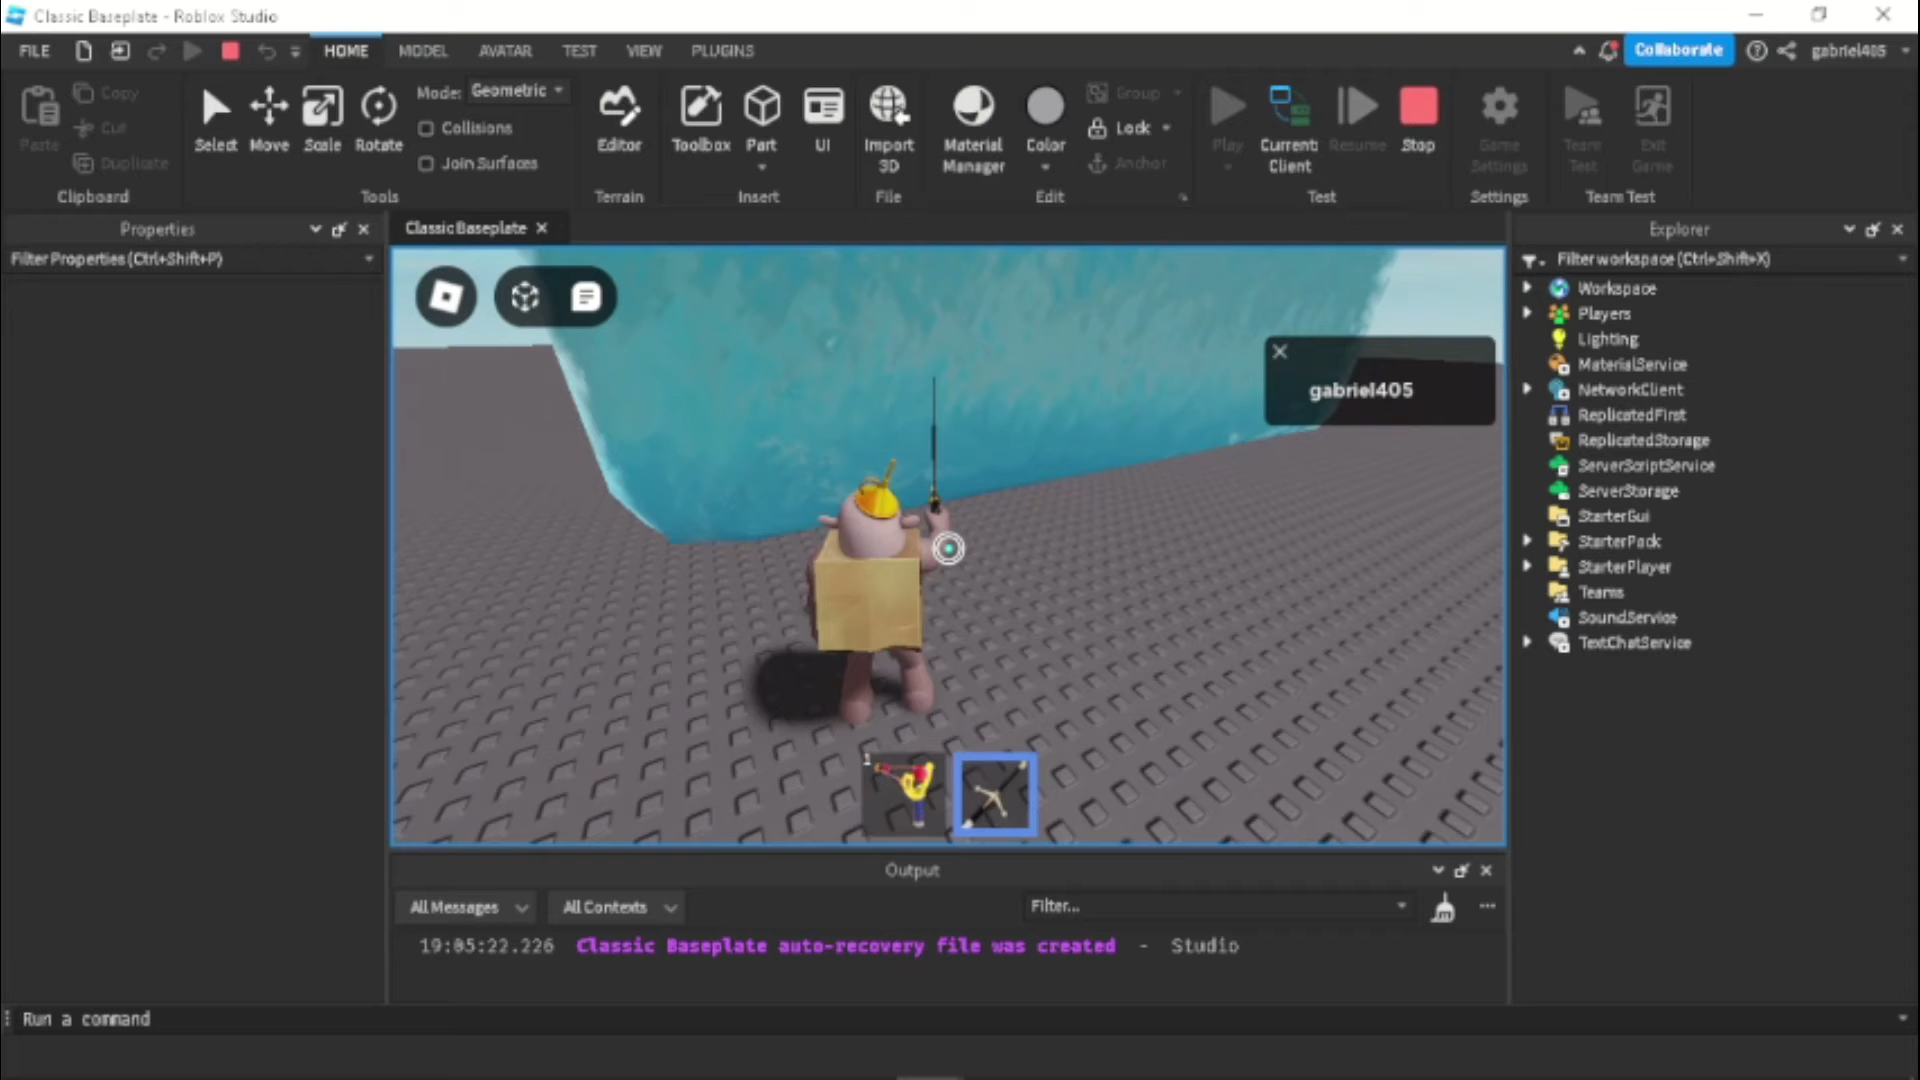 Classic Baseplate - Roblox Studio
FILE HOME MODEL AVATAR TEST VIEW PLUGINS Collaborate gabriel405
Paste Copy Cut Duplicate
Clipboard
Select Move Scale Rotate
Mode: Geometric
Collisions
Join Surfaces
Tools
Editor
Terrain
Toolbox Part UI
Insert
Import 3D
File
Material Manager Color
Group
Lock
Anchor
Edit
Play Current: Client Resume Stop
Test
Game Settings
Settings
Team Test Exit Game
Team Test
Properties
Filter Properties (Ctrl+Shift+P)
Classic Baseplate
gabriel405
1
Explorer
Filter workspace (Ctrl+Shift+X)
Workspace
Players
Lighting
MaterialService
NetworkClient
ReplicatedFirst
ReplicatedStorage
ServerScriptService
ServerStorage
StarterGui
StarterPack
StarterPlayer
Teams
SoundService
TextChatService
Output
All Messages All Contexts Filter...
19:05:22.226 Classic Baseplate auto-recovery file was created - Studio
Run a command